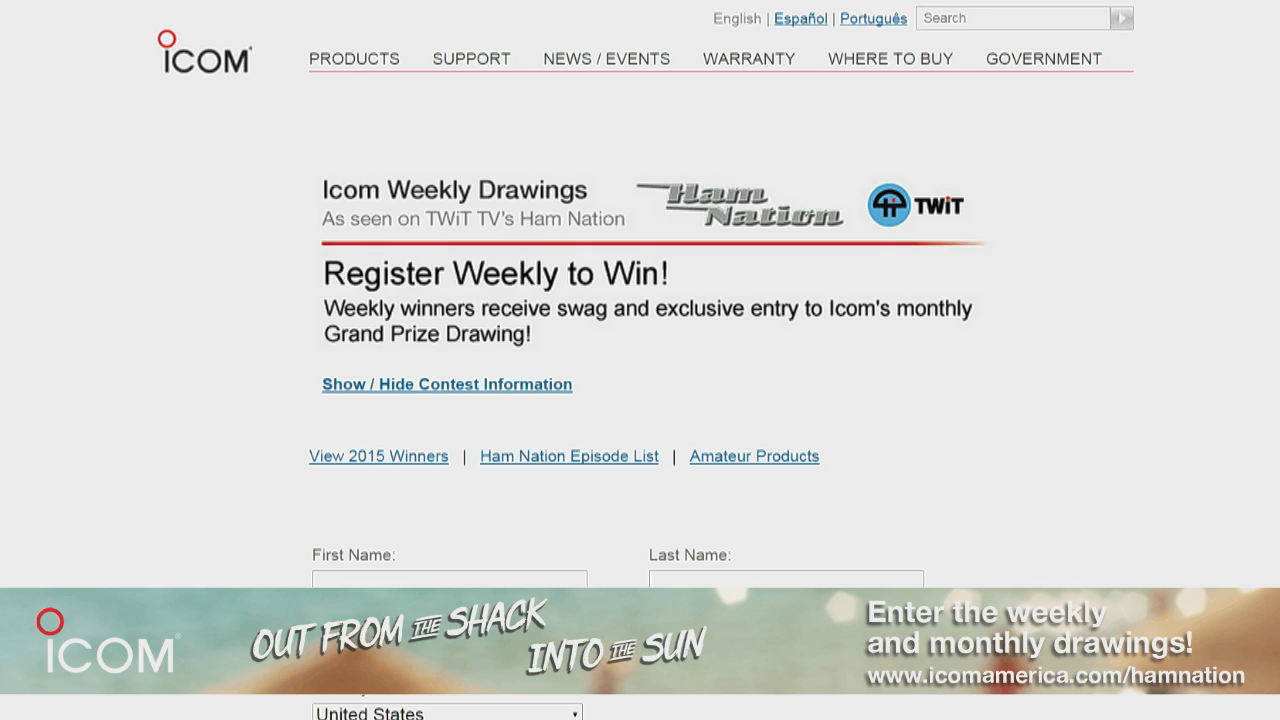 English | Español | Português
Search
iCOM
PRODUCTS SUPPORT NEWS / EVENTS WARRANTY WHERE TO BUY GOVERNMENT
Icom Weekly Drawings
As seen on TWiT TV's Ham Nation
Ham Nation
TWiT
Register Weekly to Win!
Weekly winners receive swag and exclusive entry to Icom's monthly
Grand Prize Drawing!
Show / Hide Contest Information
View 2015 Winners | Ham Nation Episode List | Amateur Products
First Name: Last Name:
iCOM
OUT FROM THE SHACK
INTO THE SUN
Enter the weekly
and monthly drawings!
www.icomamerica.com/hamnation
United States